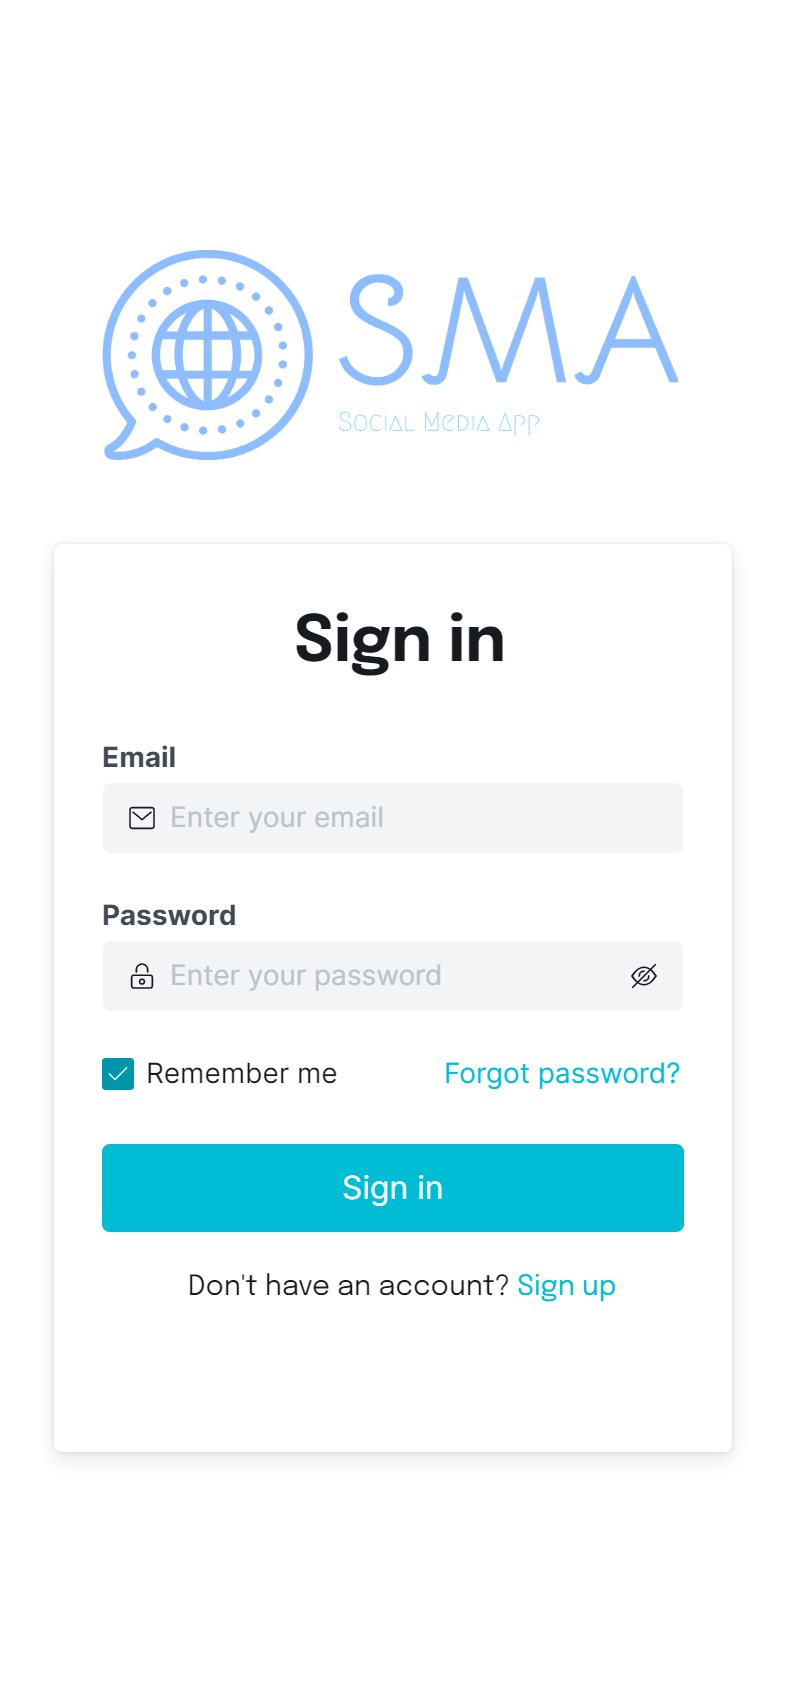 SMA
Social Media App
Sign in
Email
Enter your email
Password
Enter your password
Remember me
Forgot password?
Sign in
Don't have an account? Sign up